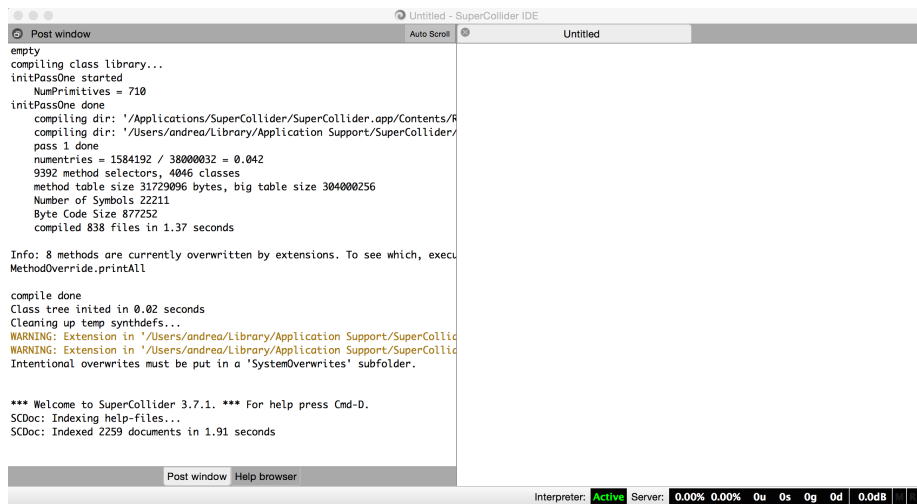 Untitled - SuperCollider IDE
Post window
Auto Scroll
Untitled
empty
compiling class library...
initPassOne started
NumPrimitives = 710
initPassOne done
compiling dir: '/Applications/SuperCollider/SuperCollider.app/Contents/R
compiling dir: '/Users/andrea/Library/Application Support/SuperCollider/
pass 1 done
numentries = 1584192 / 38000032 = 0.042
9392 method selectors, 4046 classes
method table size 31729096 bytes, big table size 304000256
Number of Symbols 22211
Byte Code Size 877252
compiled 838 files in 1.37 seconds
Info: 8 methods are currently overwritten by extensions. To see which, execu
MethodOverride.printAll
compile done
Class tree inited in 0.02 seconds
Cleaning up temp synthdefs...
WARNING: Extension in '/Users/andrea/Library/Application Support/SuperCollid
WARNING: Extension in '/Users/andrea/Library/Application Support/SuperCollid
Intentional overwrites must be put in a 'SystemOverwrites' subfolder.
*** Welcome to SuperCollider 3.7.1. *** For help press Cmd-D.
SCDoc: Indexing help-files...
SCDoc: Indexed 2259 documents in 1.91 seconds
Post window Help browser
Interpreter: Active Server: 0.00% 0.00% 0u 0s 0g 0d 0.0dB M R